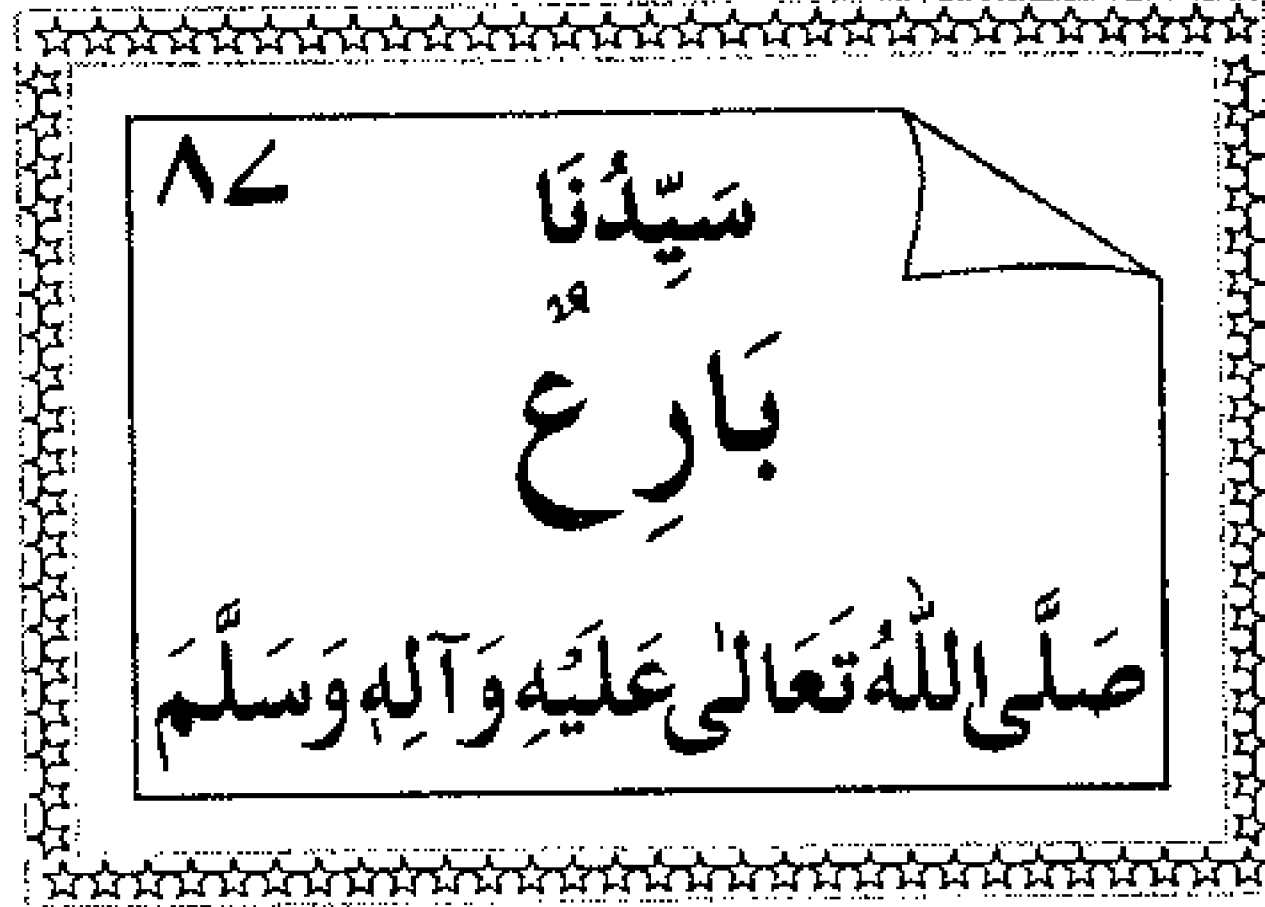 ۸۷
سَيِّدُنَا
بَارِعٌ
صَلَّى اللّٰهُ تَعَالٰى عَلَيْهِ وَآلِهٖ وَسَلَّمَ